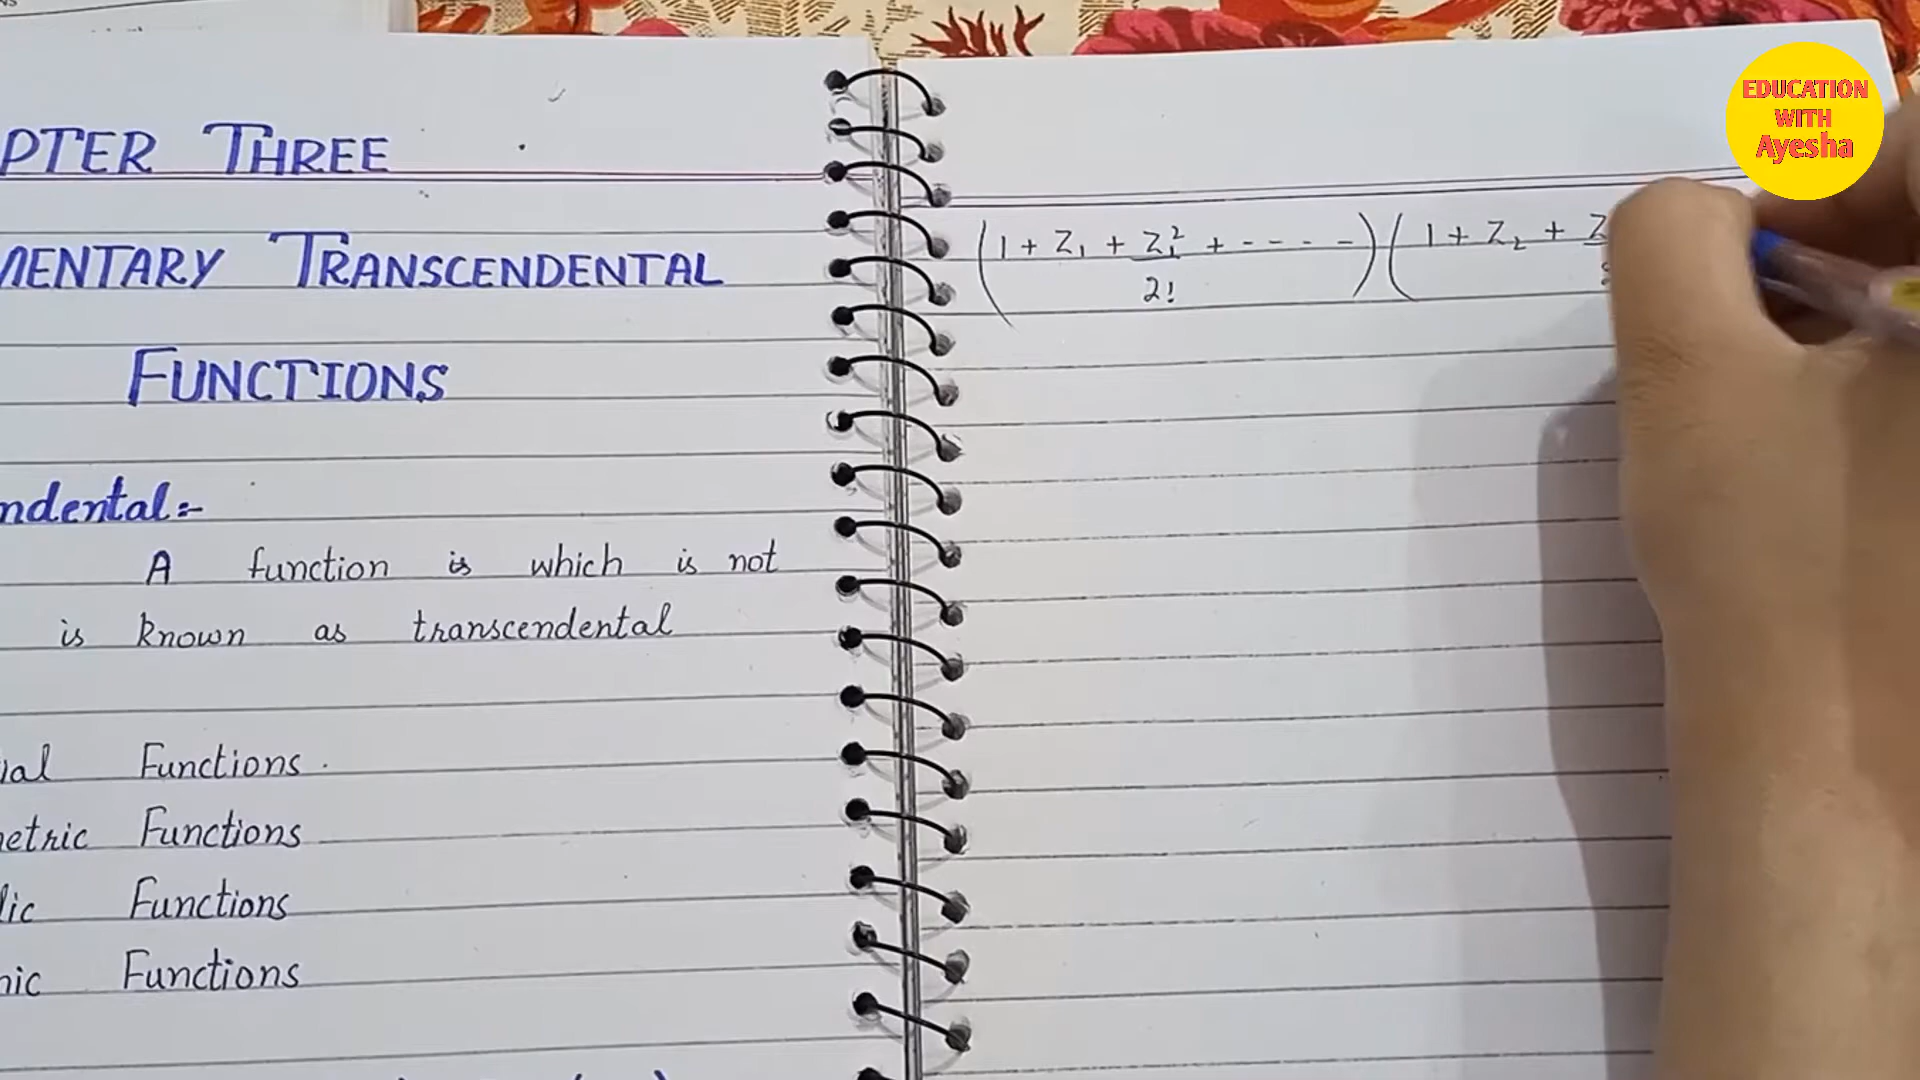 PTER THREE
MENTARY TRANSCENDENTAL
FUNCTIONS
ndental:-
A function is which is not
is known as transcendental
ial Functions .
netric Functions
lic Functions
nic Functions
(1 + Z₁ + Z₁² / 2! + - - - - -) (1 + Z₂ + Z
EDUCATION
WITH
Ayesha